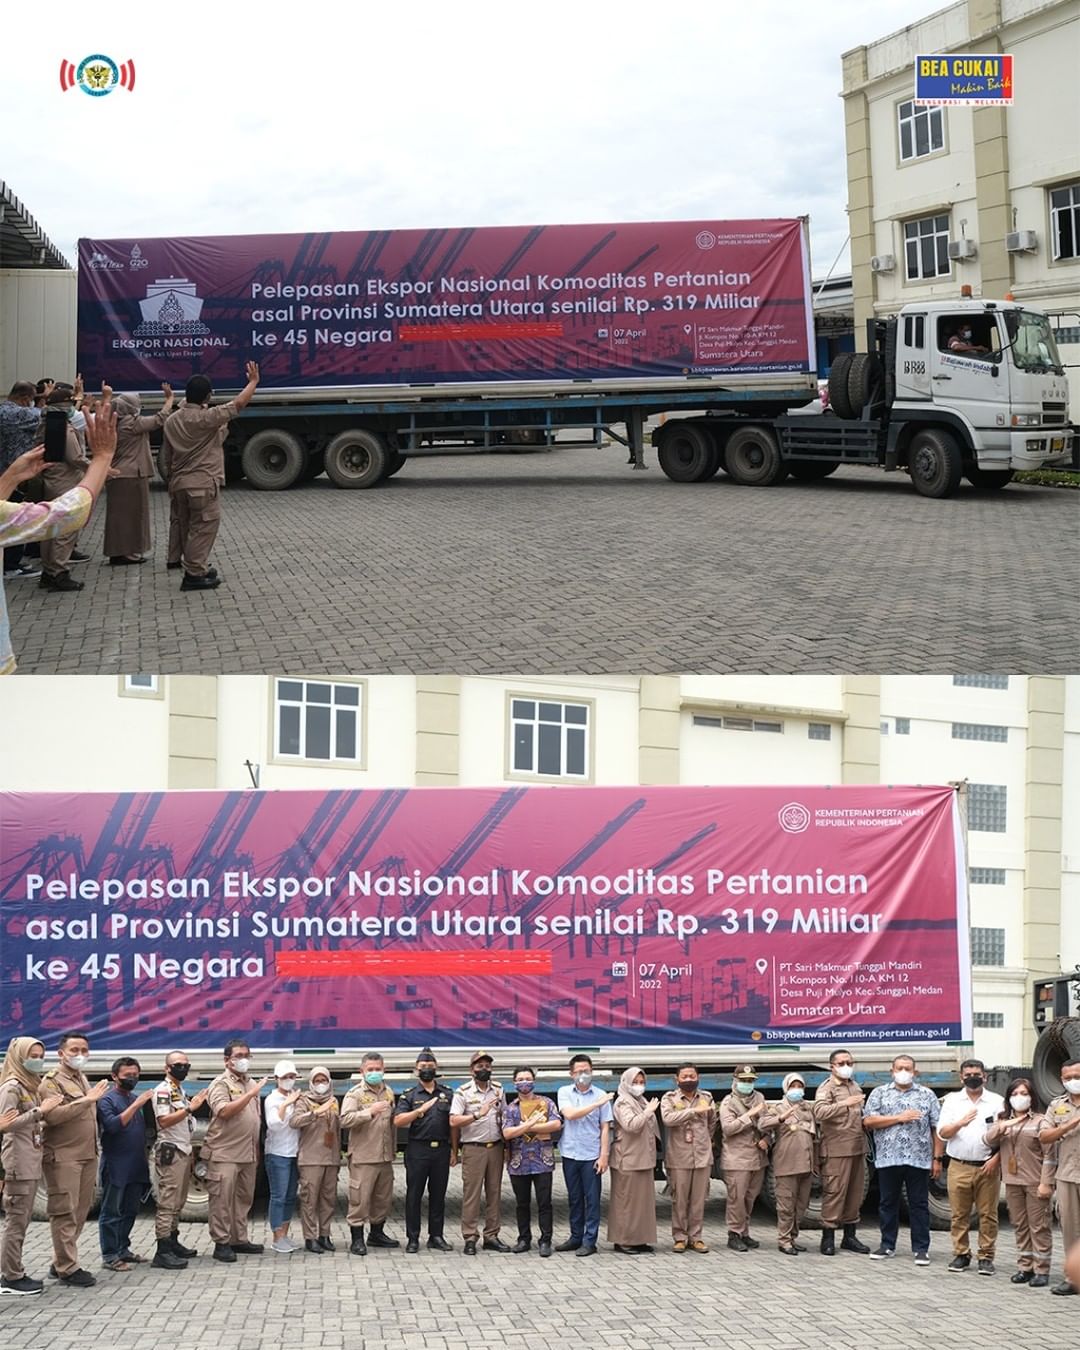 BEA CUKAI
Makin Baik
MENGAWASI & MELAYANI
G20
EKSPOR NASIONAL
Tiga Kali Lipat Ekspor
KEMENTERIAN PERTANIAN
REPUBLIK INDONESIA
Pelepasan Ekspor Nasional Komoditas Pertanian
asal Provinsi Sumatera Utara senilai Rp. 319 Miliar
ke 45 Negara
07 April
2022
PT Sari Makmur Tunggal Mandiri
Jl. Kompos No. 110-A KM 12
Desa Puji Mulyo Kec. Sunggal, Medan
Sumatera Utara
bbkpbelawan.karantina.pertanian.go.id
BB88
Belawan Indah
FUSO
KEMENTERIAN PERTANIAN
REPUBLIK INDONESIA
Pelepasan Ekspor Nasional Komoditas Pertanian
asal Provinsi Sumatera Utara senilai Rp. 319 Miliar
ke 45 Negara
07 April
2022
PT Sari Makmur Tunggal Mandiri
Jl. Kompos No. 110-A KM 12
Desa Puji Mulyo Kec. Sunggal, Medan
Sumatera Utara
bbkpbelawan.karantina.pertanian.go.id